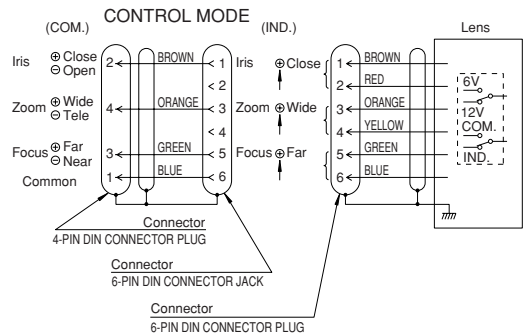 CONTROL MODE
(COM.)
(IND.)
Lens
Iris ⊕ Close
⊖ Open
2 BROWN 1
2
Zoom ⊕ Wide
⊖ Tele
4 ORANGE 3
4
Focus ⊕ Far
⊖ Near
3 GREEN 5
Common 1 BLUE 6
Iris ⊕ Close
Zoom ⊕ Wide
Focus ⊕ Far
1 BROWN
2 RED
3 ORANGE
4 YELLOW
5 GREEN
6 BLUE
6V
12V
COM.
IND.
Connector
4-PIN DIN CONNECTOR PLUG
Connector
6-PIN DIN CONNECTOR JACK
Connector
6-PIN DIN CONNECTOR PLUG